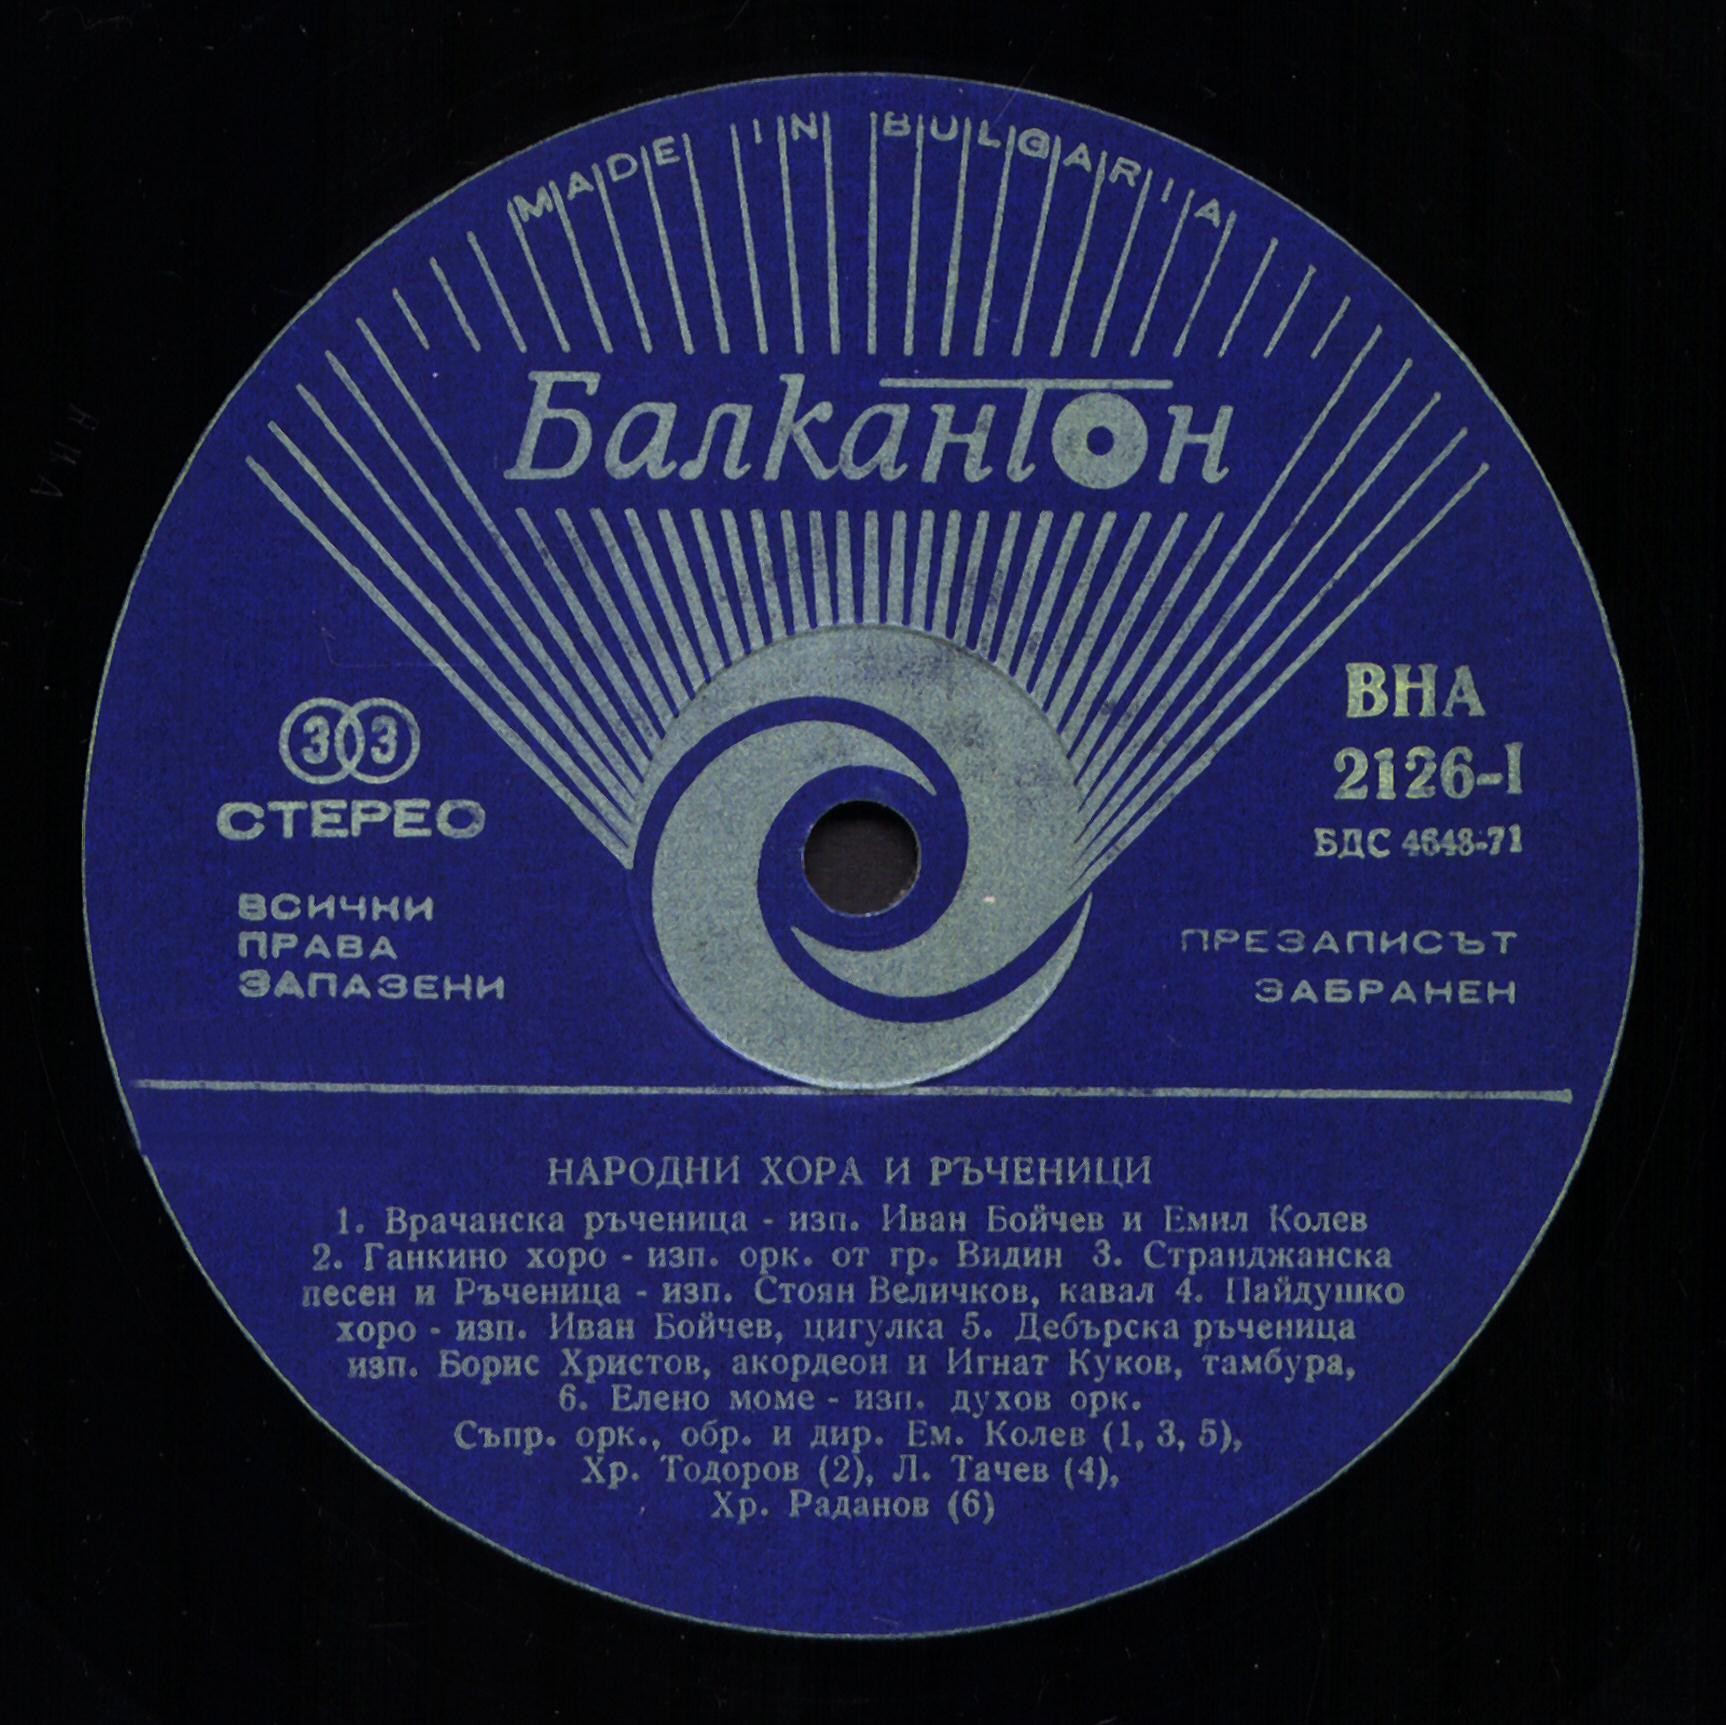 MADE IN BULGARIA
Балкантон
33
СТЕРЕО
ВСИЧКИ
ПРАВА
ЗАПАЗЕНИ
ВНА
2126-I
БДС 4648-71
ПРЕЗАПИСЪТ
ЗАБРАНЕН
НАРОДНИ ХОРА И РЪЧЕНИЦИ
1. Врачанска ръченица - изп. Иван Бойчев и Емил Колев
2. Ганкино хоро - изп. орк. от гр. Видин 3. Странджанска
песен и Ръченица - изп. Стоян Величков, кавал 4. Пайдушко
хоро - изп. Иван Бойчев, цигулка 5. Дебърска ръченица
изп. Борис Христов, акордеон и Игнат Куков, тамбура,
6. Елено моме - изп. духов орк.
Съпр. орк., обр. и дир. Ем. Колев (1, 3, 5),
Хр. Тодоров (2), Л. Тачев (4),
Хр. Раданов (6)